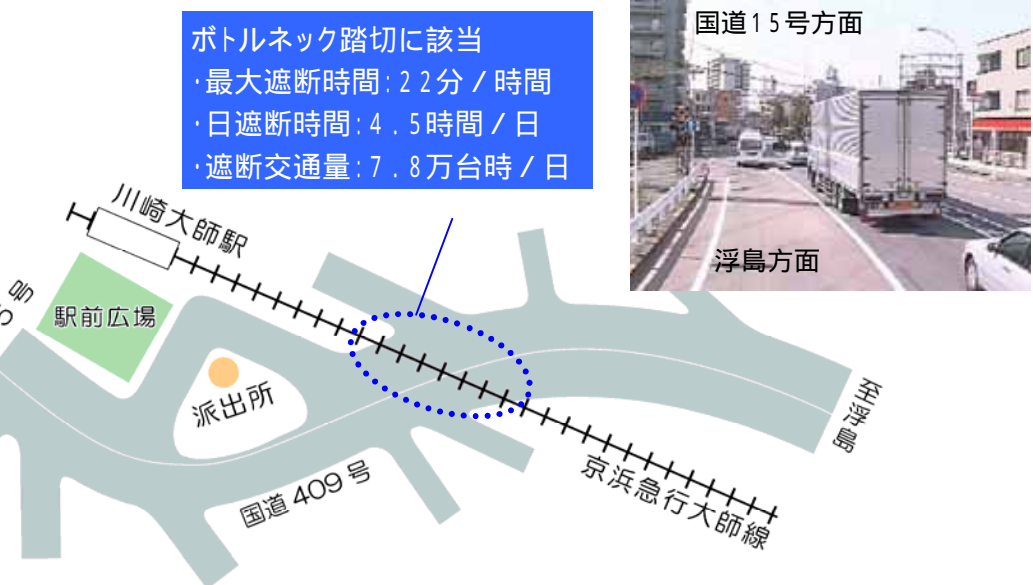 ボトルネック踏切に該当
・最大遮断時間:22分/時間
・日遮断時間:4.5時間/日
・遮断交通量:7.8万台時/日
国道15号方面
浮島方面
川崎大師駅
駅前広場
派出所
国道409号
京浜急行大師線
至浮島
号